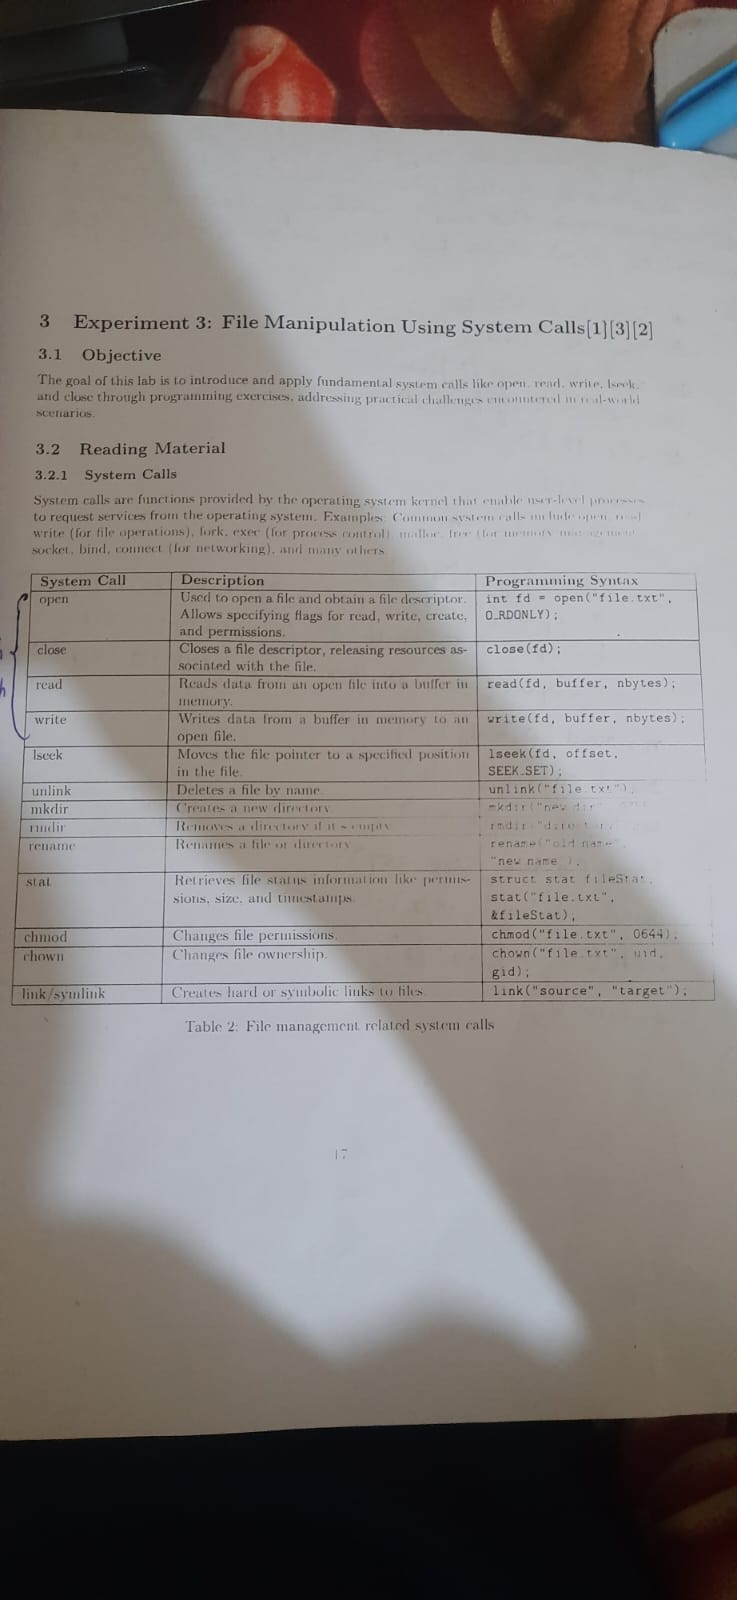 3 Experiment 3: File Manipulation Using System Calls[1][3][2]
3.1 Objective
The goal of this lab is to introduce and apply fundamental system calls like open, read, write, lseek,
and close through programming exercises, addressing practical challenges encountered in real-world
scenarios.
3.2 Reading Material
3.2.1 System Calls
System calls are functions provided by the operating system kernel that enable user-level processes
to request services from the operating system. Examples: Common system calls include open, read
write (for file operations), fork, exec (for process control), malloc, free (for memory management
socket, bind, connect (for networking), and many others
System Call Description Programming Syntax
open Used to open a file and obtain a file descriptor. int fd = open("file.txt",
Allows specifying flags for read, write, create, O_RDONLY);
and permissions.
close Closes a file descriptor, releasing resources as- close(fd);
sociated with the file.
read Reads data from an open file into a buffer in read(fd, buffer, nbytes);
memory.
write Writes data from a buffer in memory to an write(fd, buffer, nbytes);
open file.
lseek Moves the file pointer to a specified position lseek(fd, offset,
in the file. SEEK_SET);
unlink Deletes a file by name unlink("file.txt");
mkdir Creates a new directory mkdir("new dir"
rmdir Removes a directory if it's empty rmdir
rename Renames a file or directory rename("old name",
"new name
stat Retrieves file status information like permis- struct stat fileStat,
sions, size, and timestamps stat("file.txt",
&fileStat),
chmod Changes file permissions. chmod("file.txt", 0644),
chown Changes file ownership. chown("file.txt", uid,
gid);
link/symlink Creates hard or symbolic links to files link("source", "target");
Table 2: File management related system calls
17